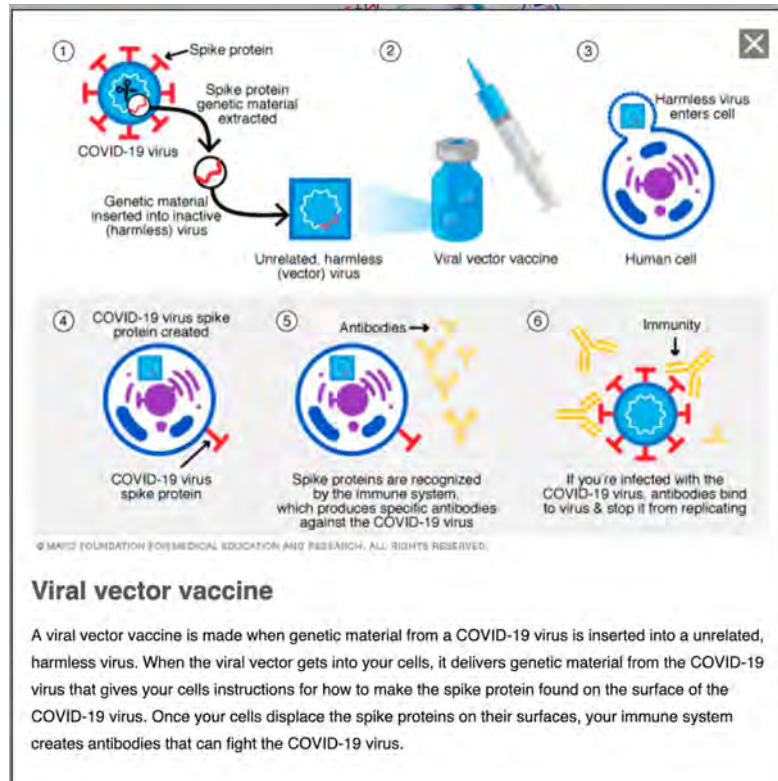 1
Spike protein
Spike protein
genetic material
extracted
COVID-19 virus
Genetic material
inserted into inactive
(harmless) virus
Unrelated, harmless
(vector) virus
2
Viral vector vaccine
3
Harmless virus
enters cell
Human cell
4
COVID-19 virus spike
protein created
COVID-19 virus
spike protein
5
Antibodies
Spike proteins are recognized
by the immune system,
which produces specific antibodies
against the COVID-19 virus
6
Immunity
If you're infected with the
COVID-19 virus, antibodies bind
to virus & stop it from replicating
© MAYO FOUNDATION FOR MEDICAL EDUCATION AND RESEARCH. ALL RIGHTS RESERVED.
Viral vector vaccine
A viral vector vaccine is made when genetic material from a COVID-19 virus is inserted into a unrelated,
harmless virus. When the viral vector gets into your cells, it delivers genetic material from the COVID-19
virus that gives your cells instructions for how to make the spike protein found on the surface of the
COVID-19 virus. Once your cells displace the spike proteins on their surfaces, your immune system
creates antibodies that can fight the COVID-19 virus.